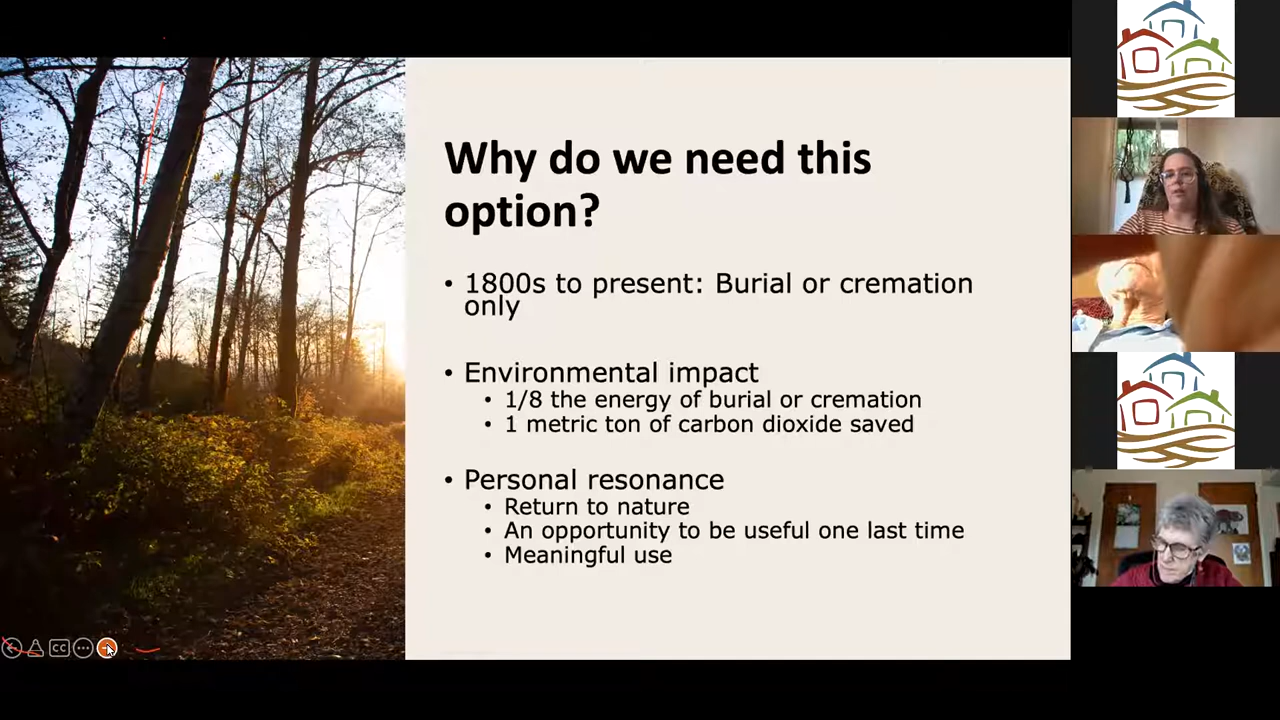 Why do we need this
option?
• 1800s to present: Burial or cremation
only
• Environmental impact
• 1/8 the energy of burial or cremation
• 1 metric ton of carbon dioxide saved
• Personal resonance
• Return to nature
• An opportunity to be useful one last time
• Meaningful use
CC